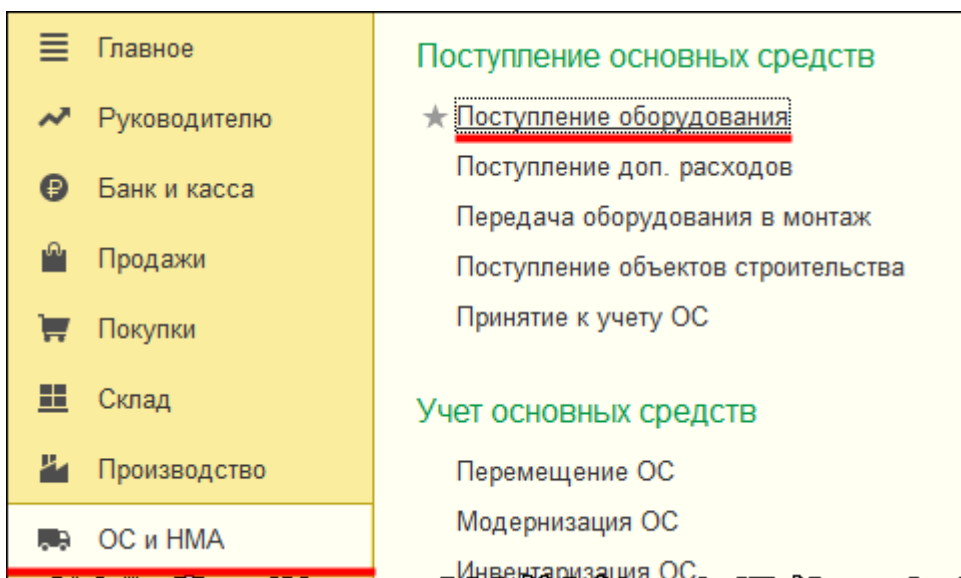 Главное
Руководителю
Банк и касса
Продажи
Покупки
Склад
Производство
ОС и НМА
Поступление основных средств
Поступление оборудования
Поступление доп. расходов
Передача оборудования в монтаж
Поступление объектов строительства
Принятие к учету ОС
Учет основных средств
Перемещение ОС
Модернизация ОС
Инвентаризация ОС